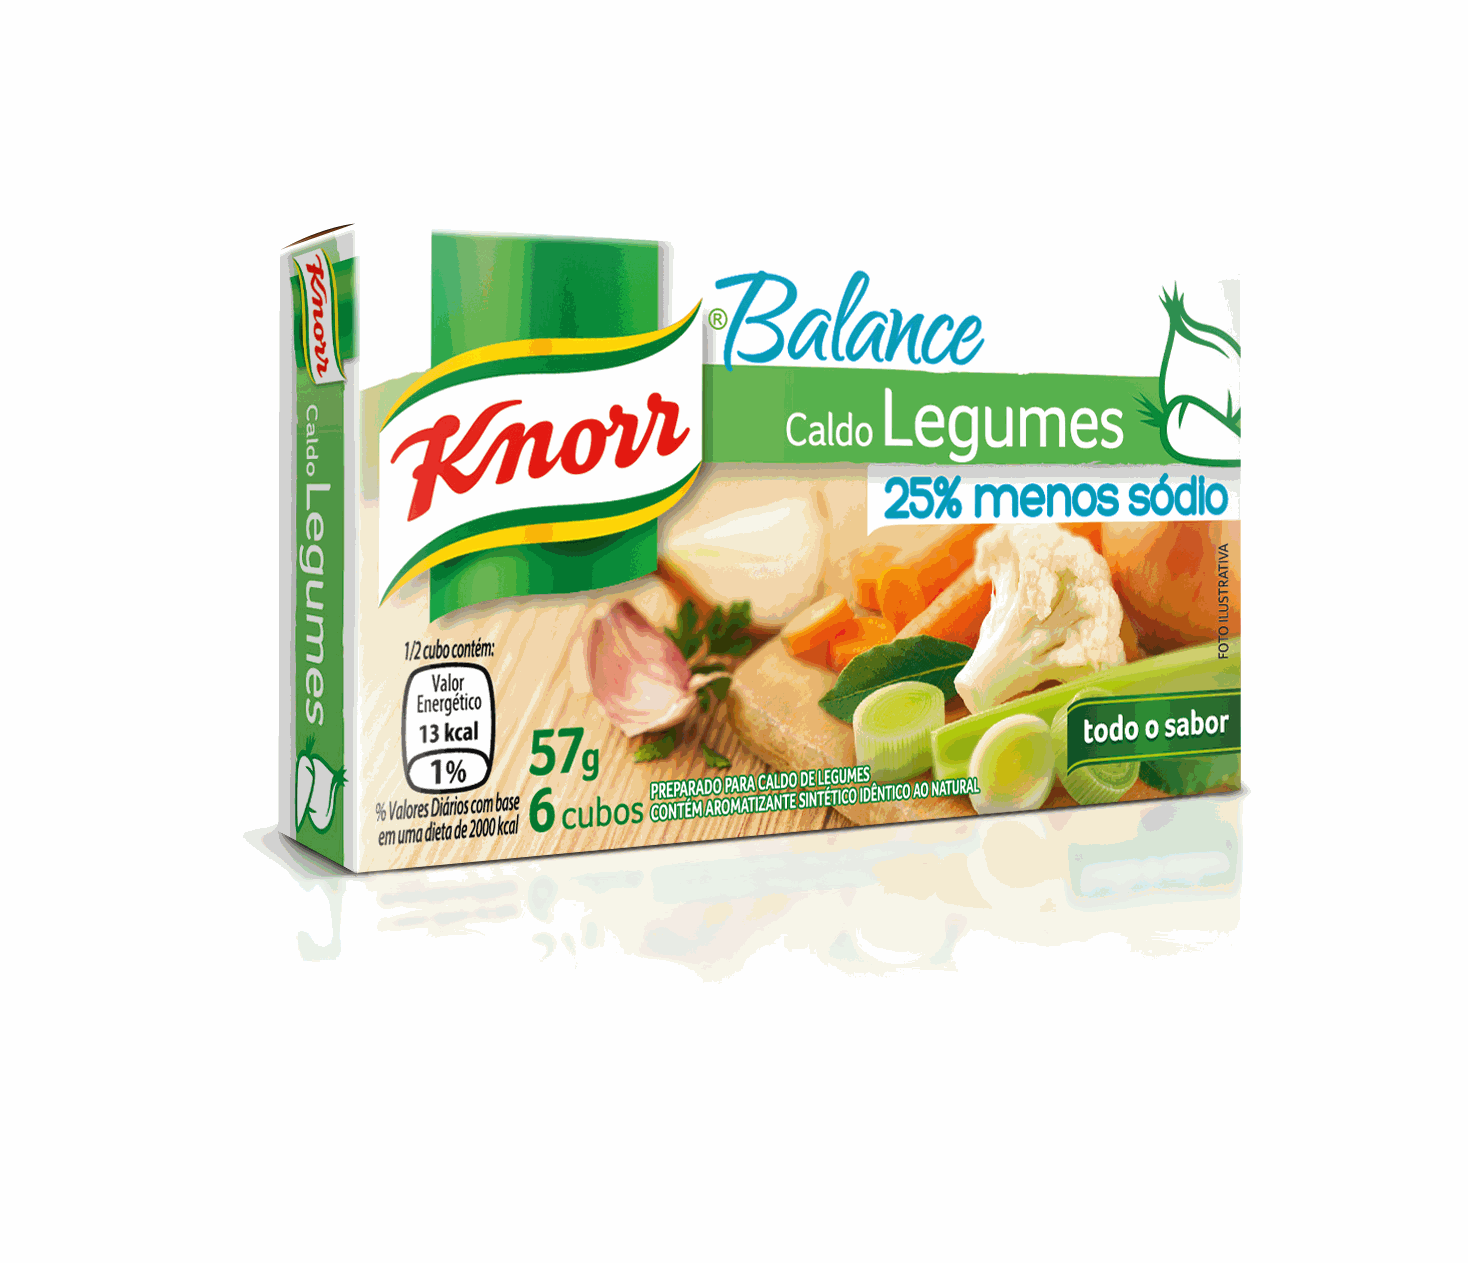 Knorr
Caldo Legumes
®Balance
Knorr
Caldo Legumes
25% menos sódio
FOTO ILUSTRATIVA
todo o sabor
1/2 cubo contém:
Valor
Energético
13 kcal
1%
% Valores Diários com base
em uma dieta de 2000 kcal
57g
6 cubos
PREPARADO PARA CALDO DE LEGUMES
CONTÉM AROMATIZANTE SINTÉTICO IDÊNTICO AO NATURAL